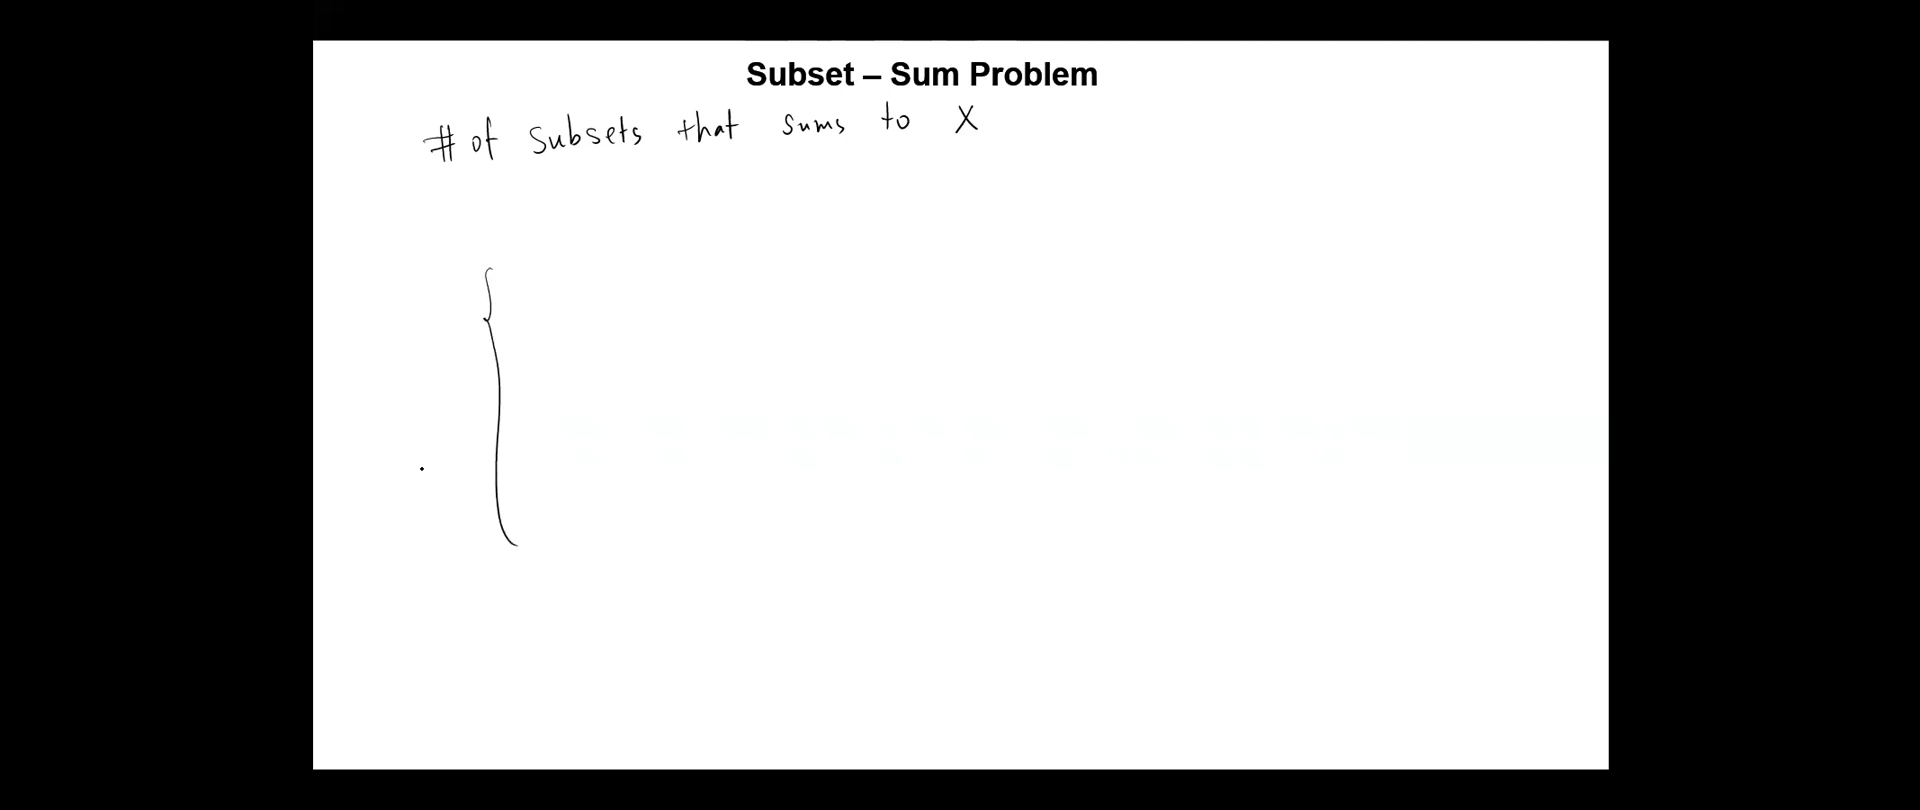 Subset – Sum Problem
# of subsets that sums to X
{